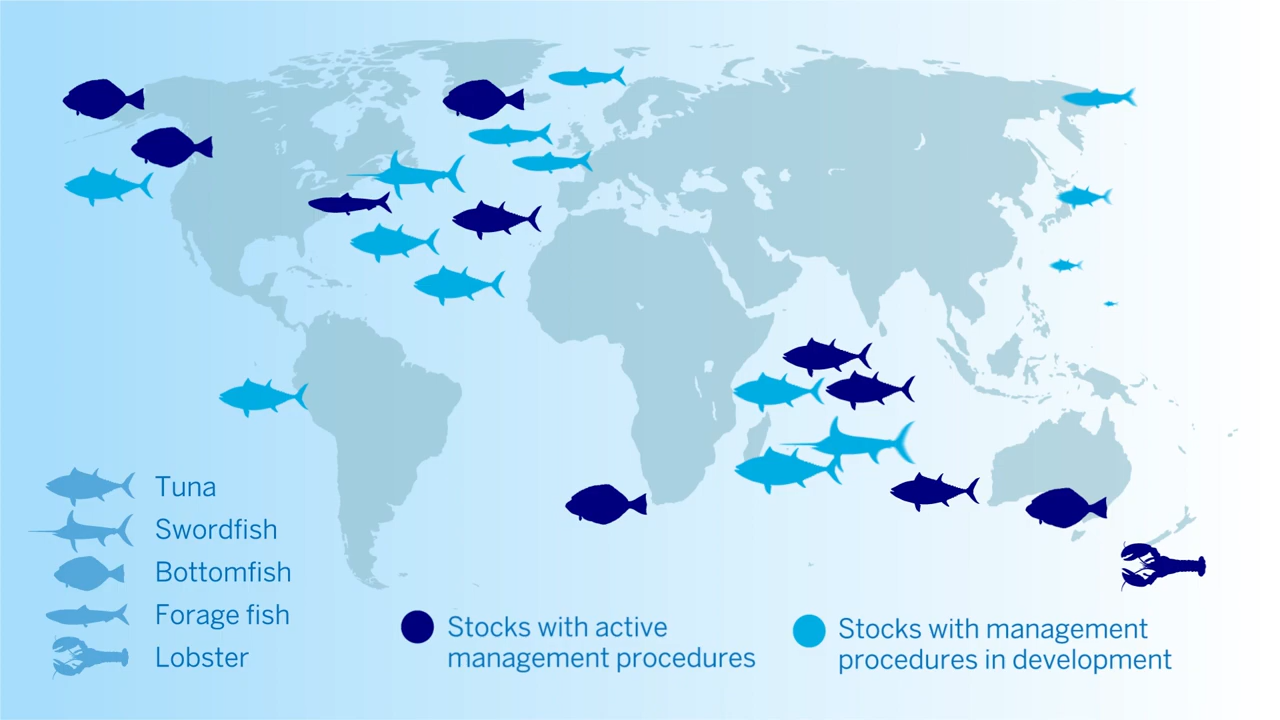 Tuna
Swordfish
Bottomfish
Forage fish
Lobster
Stocks with active
management procedures
Stocks with management
procedures in development